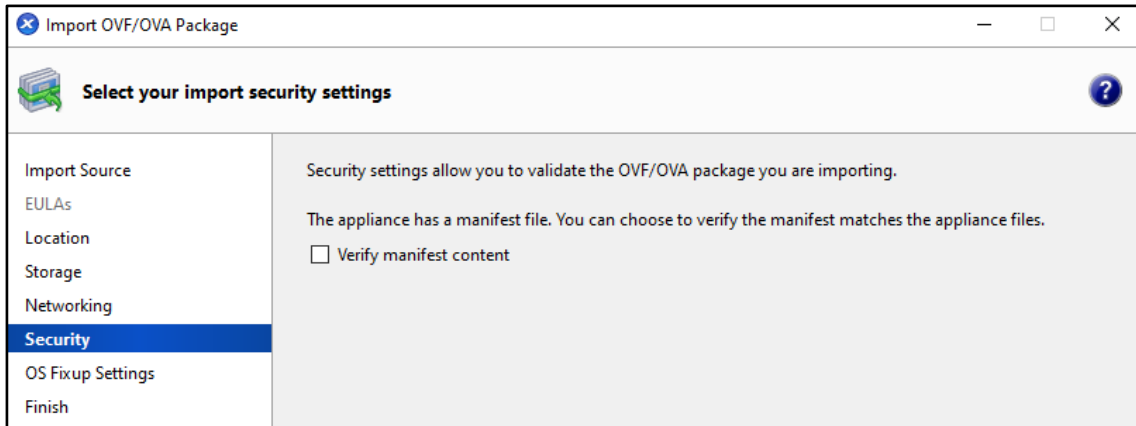 Import OVF/OVA Package
Select your import security settings
?
Import Source
EULAs
Location
Storage
Networking
Security
OS Fixup Settings
Finish
Security settings allow you to validate the OVF/OVA package you are importing.
The appliance has a manifest file. You can choose to verify the manifest matches the appliance files.
Verify manifest content